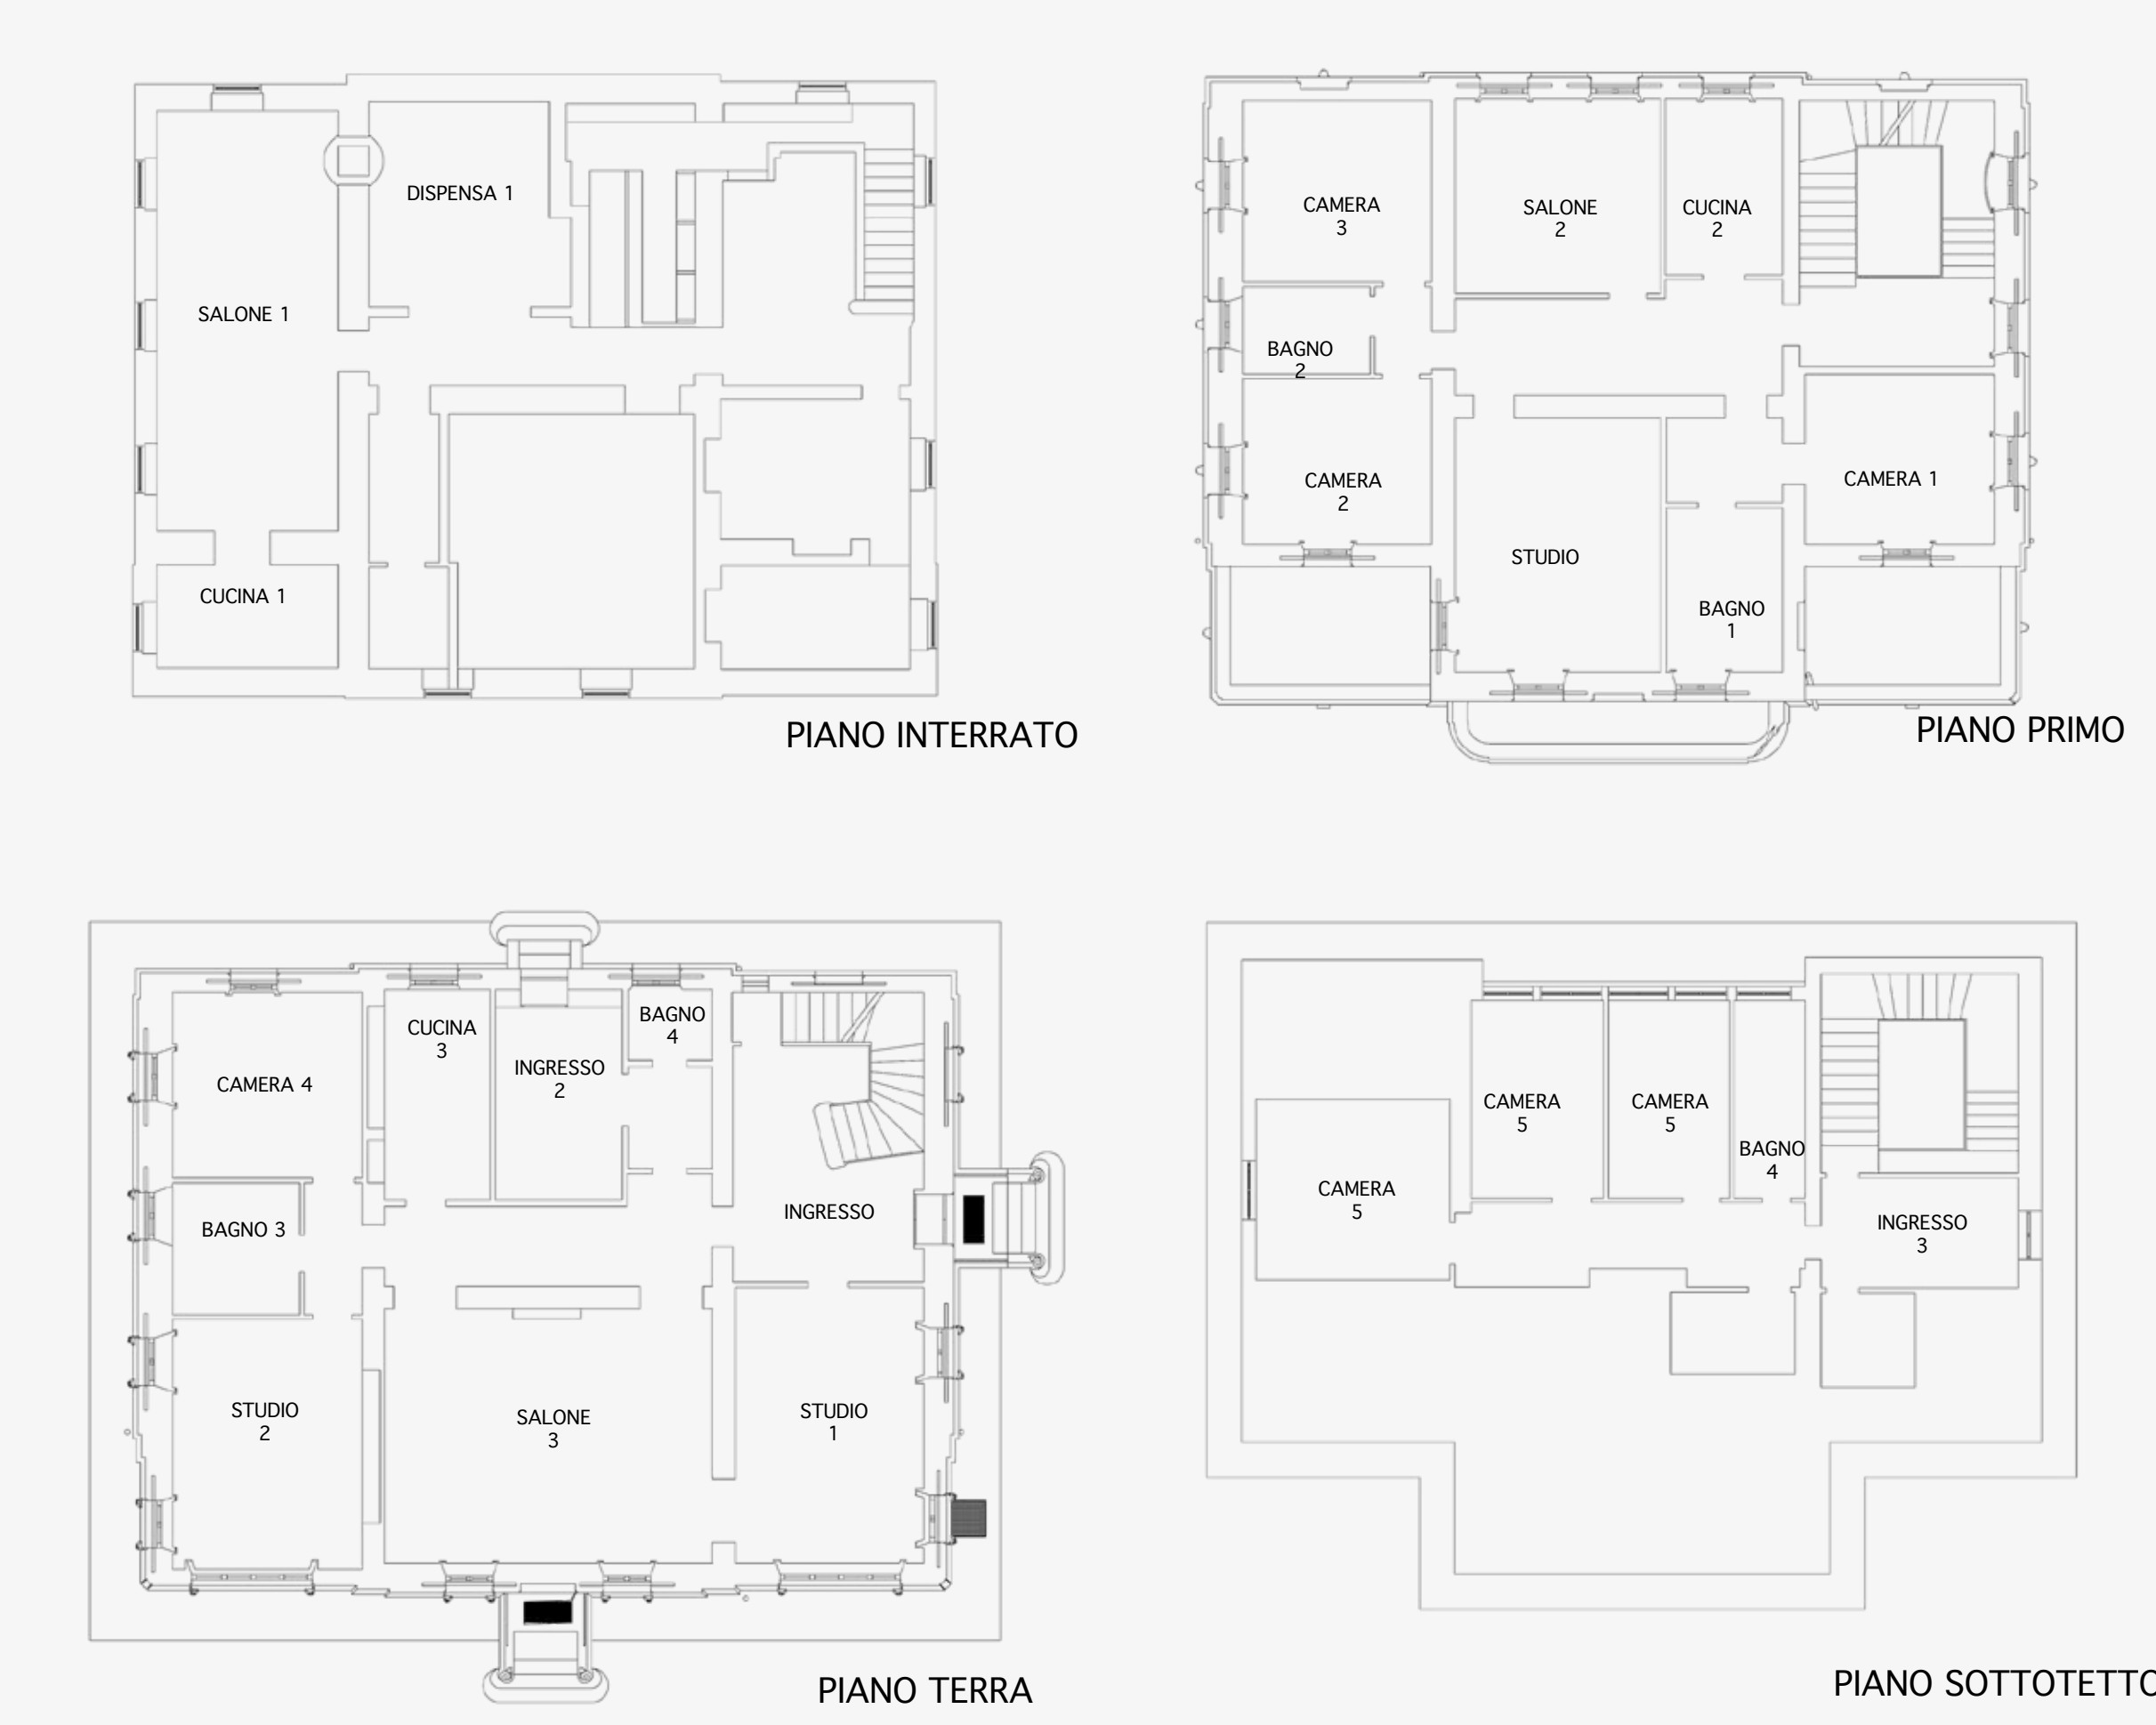 DISPENSA 1
SALONE 1
CUCINA 1
PIANO INTERRATO
CAMERA
3
SALONE
2
CUCINA
2
BAGNO
2
CAMERA
2
CAMERA 1
STUDIO
BAGNO
1
PIANO PRIMO
CUCINA
3
BAGNO
4
INGRESSO
2
CAMERA 4
BAGNO 3
INGRESSO
STUDIO
2
SALONE
3
STUDIO
1
PIANO TERRA
CAMERA
5
CAMERA
5
BAGNO
4
CAMERA
5
INGRESSO
3
PIANO SOTTOTETTO